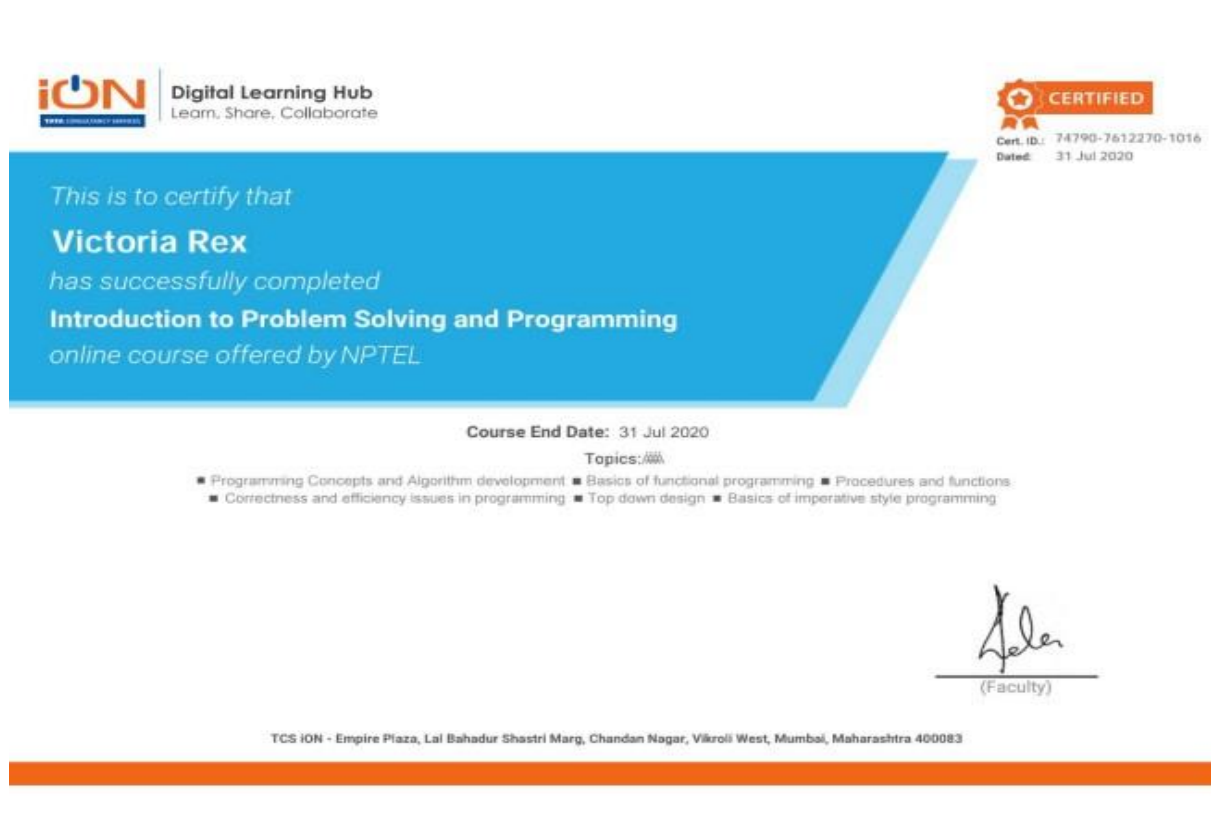 iON
TATA CONSULTANCY SERVICES
Digital Learning Hub
Learn, Share, Collaborate
CERTIFIED
Cert. ID.: 74790-7612270-1016
Dated: 31 Jul 2020
This is to certify that
Victoria Rex
has successfully completed
Introduction to Problem Solving and Programming
online course offered by NPTEL
Course End Date: 31 Jul 2020
Topics:
■ Programming Concepts and Algorithm development ■ Basics of functional programming ■ Procedures and functions
■ Correctness and efficiency issues in programming ■ Top down design ■ Basics of imperative style programming
(Faculty)
TCS iON - Empire Plaza, Lal Bahadur Shastri Marg, Chandan Nagar, Vikroli West, Mumbai, Maharashtra 400083